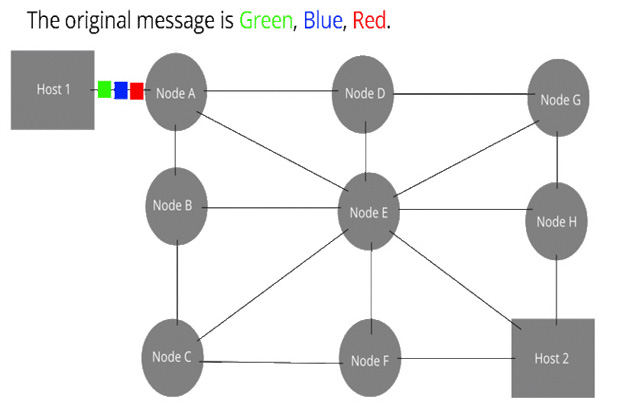 The original message is Green, Blue, Red.
Host 1
Node A
Node D
Node G
Node B
Node E
Node H
Node C
Node F
Host 2